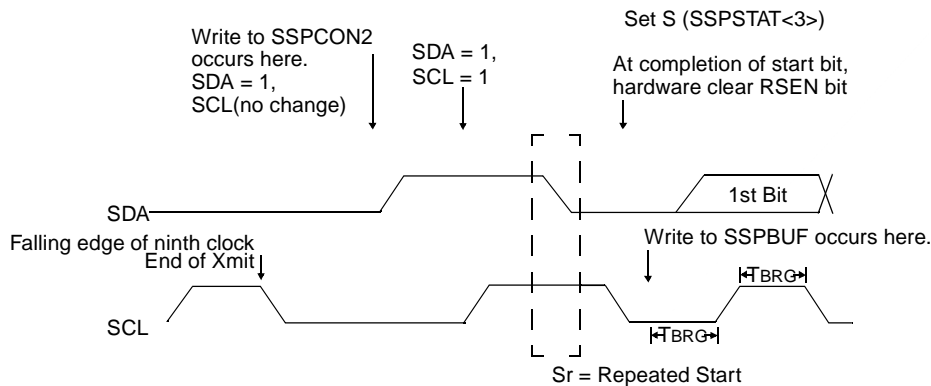 Set S (SSPSTAT<3>)
Write to SSPCON2
occurs here.
SDA = 1,
SCL(no change)
SDA = 1,
SCL = 1
At completion of start bit,
hardware clear RSEN bit
SDA
1st Bit
Falling edge of ninth clock
End of Xmit
Write to SSPBUF occurs here.
TBRG
SCL
TBRG
Sr = Repeated Start